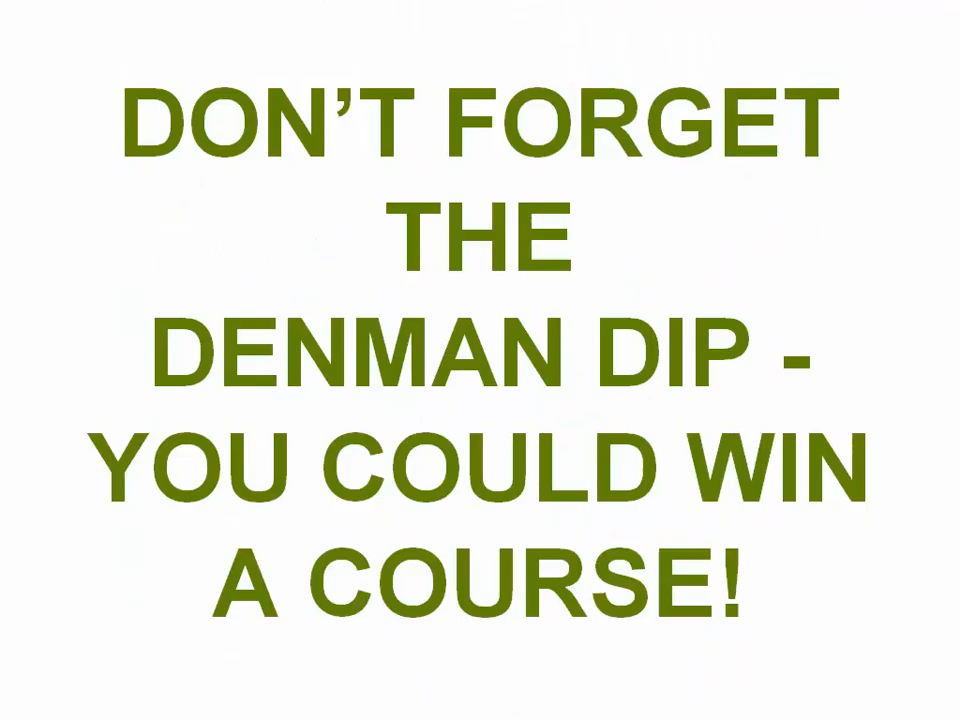 DON’T FORGET
THE
DENMAN DIP -
YOU COULD WIN
A COURSE!